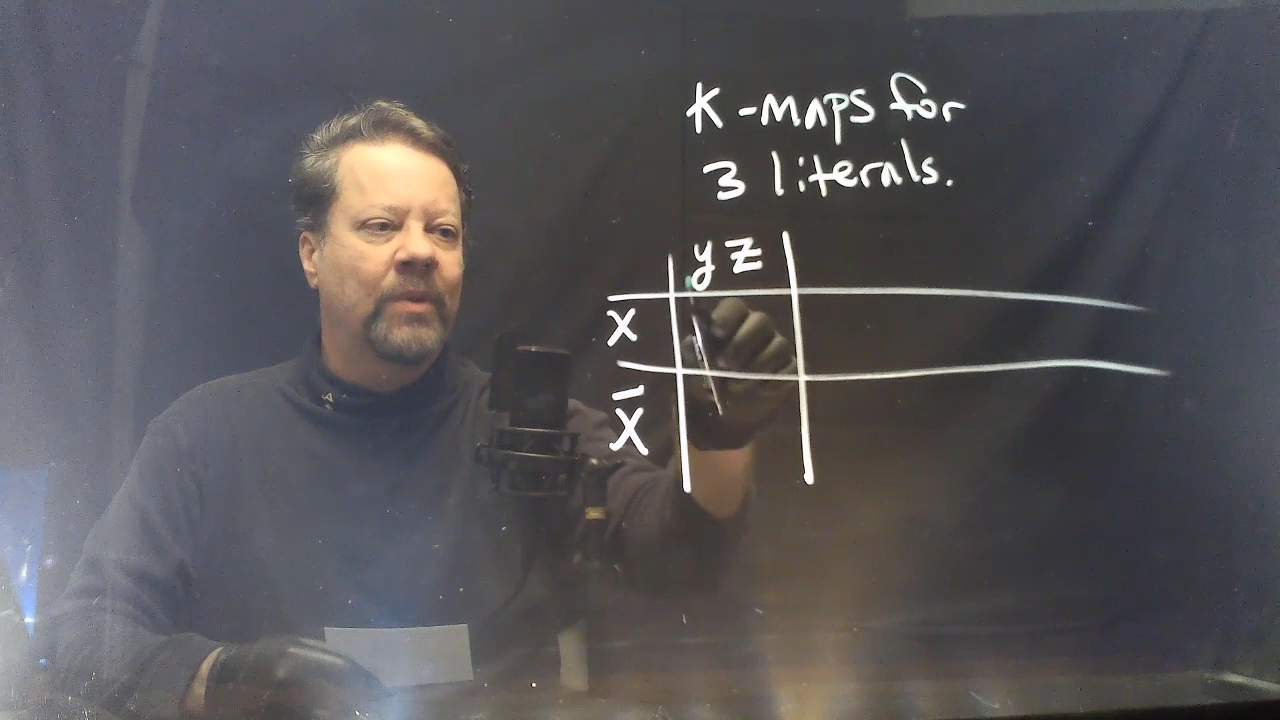 K-maps for
3 literals.
yz
x
x̄